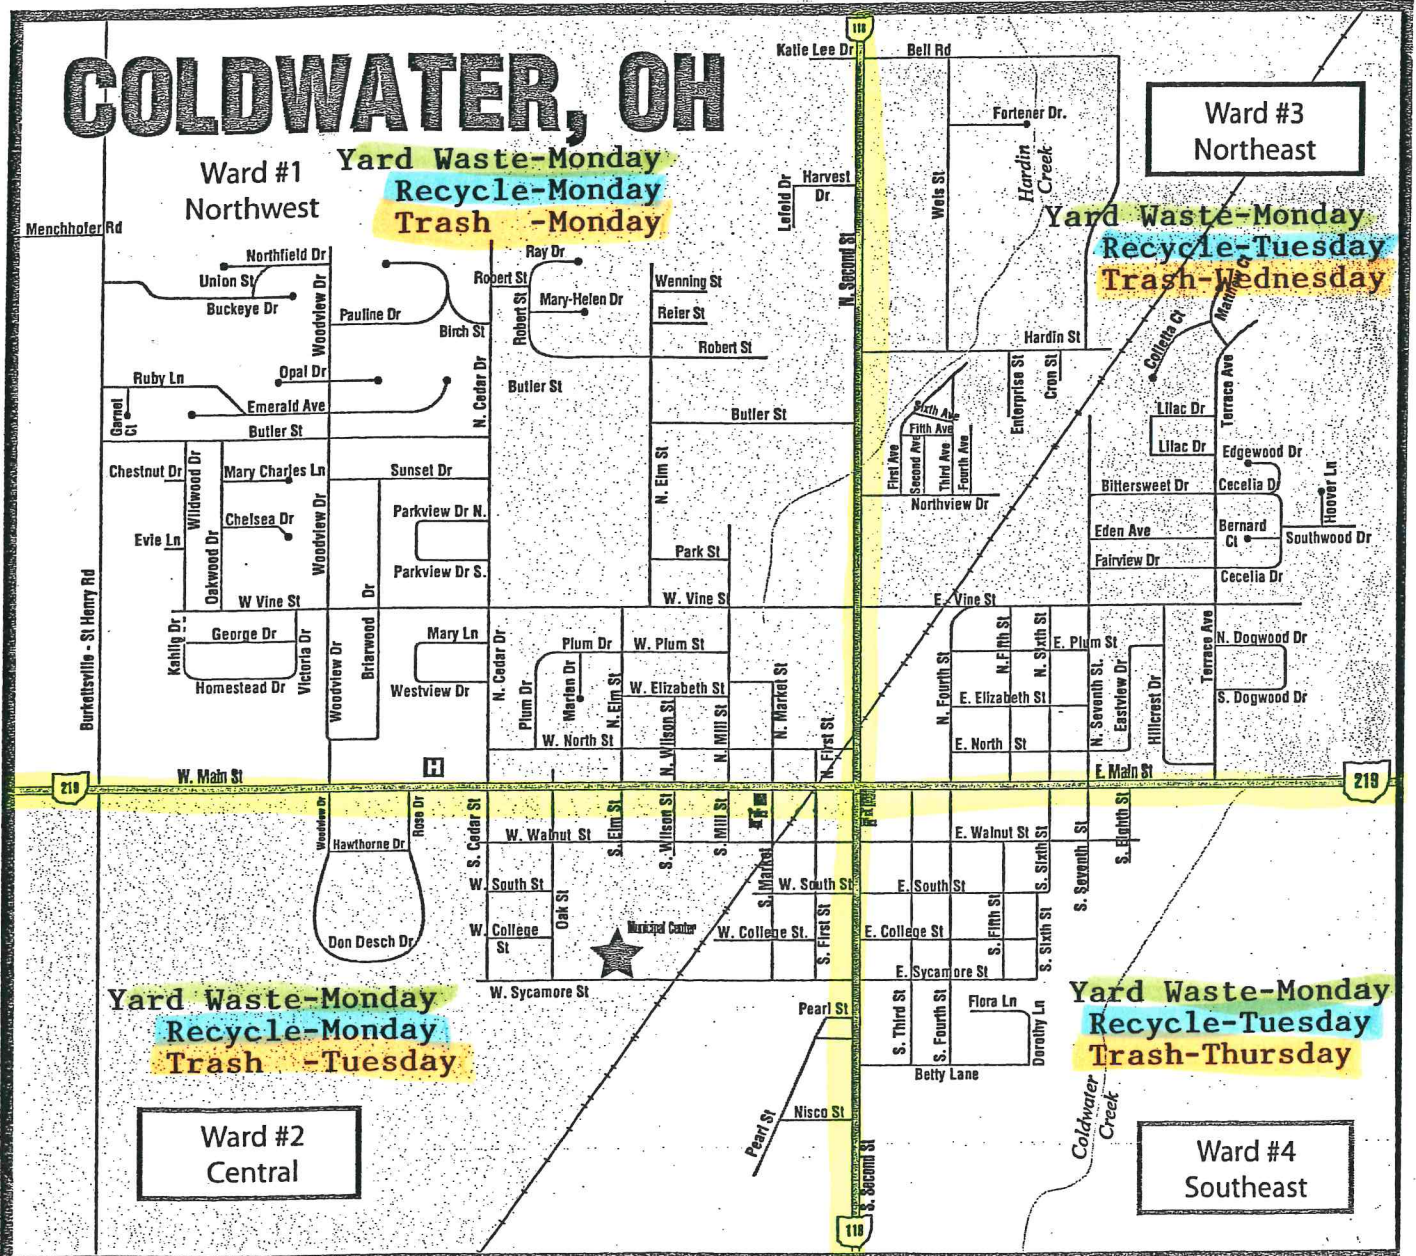 COLDWATER, OH
Ward #1
Northwest
Yard Waste-Monday
Recycle-Monday
Trash -Monday
118
Katie Lee Dr
Bell Rd
Fortener Dr.
Hardin
Creek
Ward #3
Northeast
Yard Waste-Monday
Recycle-Tuesday
Trash-Wednesday
Menchhofer Rd
Harvest
Dr
Lefeld Dr
Wels St
N. Second St
Northfield Dr
Union St
Buckeye Dr
Woodview Dr
Pauline Dr
Birch St
Ray Dr
Robert St
Robert St
Mary-Helen Dr
Wenning St
Reier St
Robert St
Hardin St
Colletta Ct
Enterprise St
Cron St
Terrace Ave
Ruby Ln
Opal Dr
Emerald Ave
Garnet
Ct
Butler St
N. Cedar Dr
Butler St
Butler St
Sixth Ave
Fifth Ave
First Ave
Second Ave
Third Ave
Fourth Ave
Northview Dr
Lilac Dr
Lilac Dr
Edgewood Dr
Bittersweet Dr
Cecelia D
Hoover Ln
Eden Ave
Bernard
Ct
Southwood Dr
Fairview Dr
Cecelia Dr
Chestnut Dr
Wildwood Dr
Mary Charles Ln
Sunset Dr
Chelsea Dr
Woodview Dr
Parkview Dr N.
Evie Ln
Oakwood Dr
Parkview Dr S.
N. Elm St
Park St
Burkettsville - St Henry Rd
W Vine St
W. Vine S
E. Vine St
Kahlig Dr
George Dr
Victoria Dr
Homestead Dr
Woodview Dr
Briarwood
Dr
Mary Ln
Westview Dr
N. Cedar Dr
Plum Dr
Plum Dr
Marian Dr
N. Elm St
W. Plum St
W. Elizabeth St
N. Wilson St
N. Mill St
N. Market St
W. North St
N. First St
N. Fourth St
N. Fifth St
N. Sixth St
E. Plum St
E. Elizabeth St
E. North St
N. Seventh St.
Eastview Dr
Hillcrest Dr
Terrace Ave
N. Dogwood Dr
S. Dogwood Dr
219
W. Main St
H
E. Main St
219
Woodview Dr
Rose Dr
Hawthorne Dr
Don Desch Dr
S. Cedar St
W. Walnut St
S. Elm St
S. Wilson St
S. Mill St
S. Market
E. Walnut St
S. Sixth St
S. Seventh St
S. Eighth St
W. South St
Oak St
W. South St
E. South St
W. College
St
Municipal Center
W. College St.
S. First St
E. College St
S. Fifth St
S. Sixth St
W. Sycamore St
E. Sycamore St
Pearl St
S. Third St
S. Fourth St
Flora Ln
Dorothy Ln
Betty Lane
Pearl St
Nisco St
S. Second St
118
Yard Waste-Monday
Recycle-Monday
Trash -Tuesday
Ward #2
Central
Yard Waste-Monday
Recycle-Tuesday
Trash-Thursday
Coldwater
Creek
Ward #4
Southeast